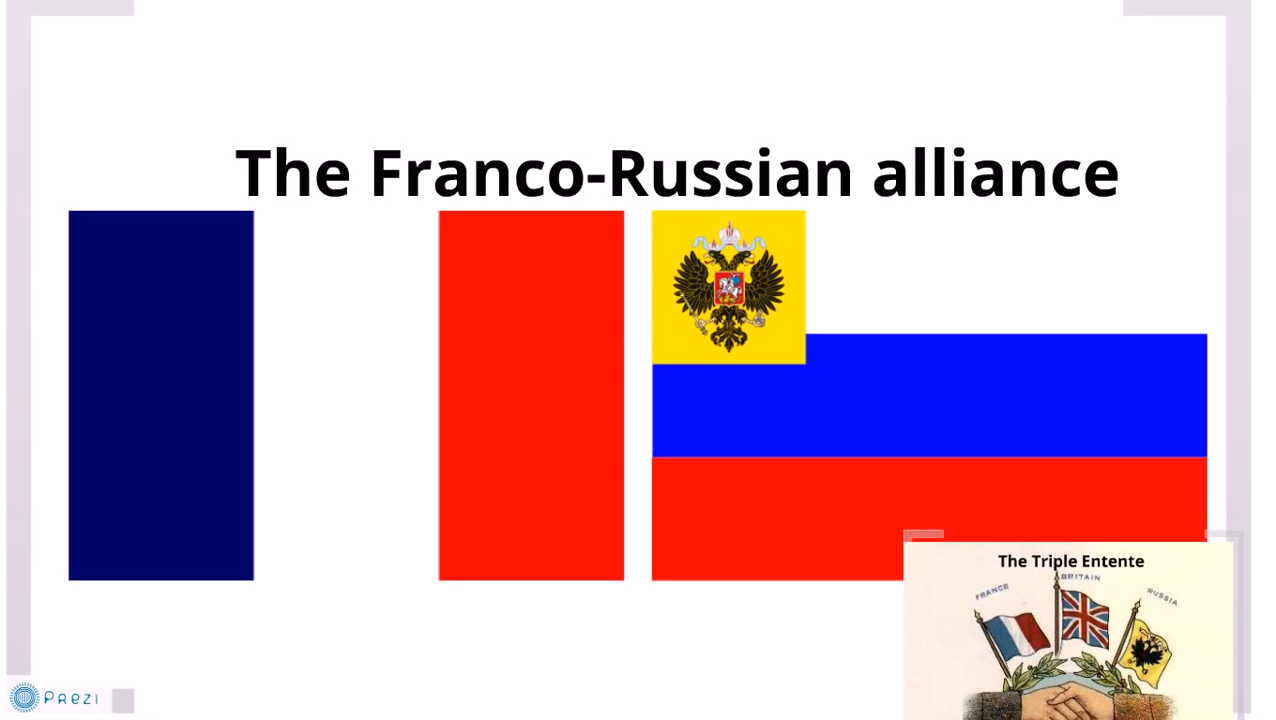 The Franco-Russian alliance
The Triple Entente
FRANCE
BRITAIN
RUSSIA
PREZI